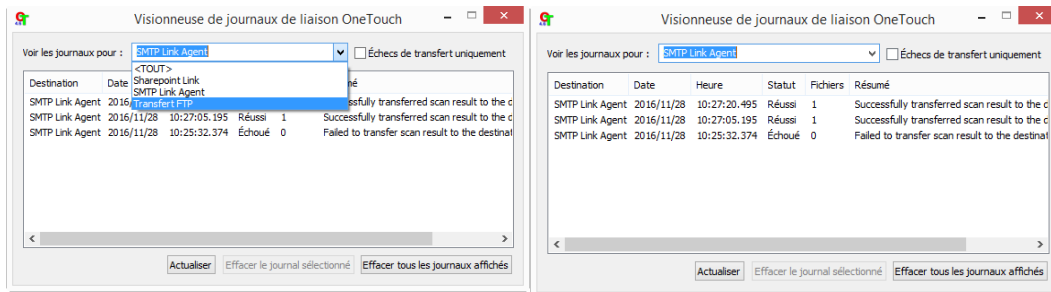 Visionneuse de journaux de liaison OneTouch
Voir les journaux pour : SMTP Link Agent Échecs de transfert uniquement
<TOUT>
Sharepoint Link
SMTP Link Agent
Transfert FTP
Destination Date
SMTP Link Agent 2016/ ssfully transferred scan result to the d
SMTP Link Agent 2016/11/28 10:27:05.195 Réussi 1 Successfully transferred scan result to the d
SMTP Link Agent 2016/11/28 10:25:32.374 Échoué 0 Failed to transfer scan result to the destinat
Actualiser Effacer le journal sélectionné Effacer tous les journaux affichés
Visionneuse de journaux de liaison OneTouch
Voir les journaux pour : SMTP Link Agent Échecs de transfert uniquement
Destination Date Heure Statut Fichiers Résumé
SMTP Link Agent 2016/11/28 10:27:20.495 Réussi 1 Successfully transferred scan result to the d
SMTP Link Agent 2016/11/28 10:27:05.195 Réussi 1 Successfully transferred scan result to the d
SMTP Link Agent 2016/11/28 10:25:32.374 Échoué 0 Failed to transfer scan result to the destinat
Actualiser Effacer le journal sélectionné Effacer tous les journaux affichés